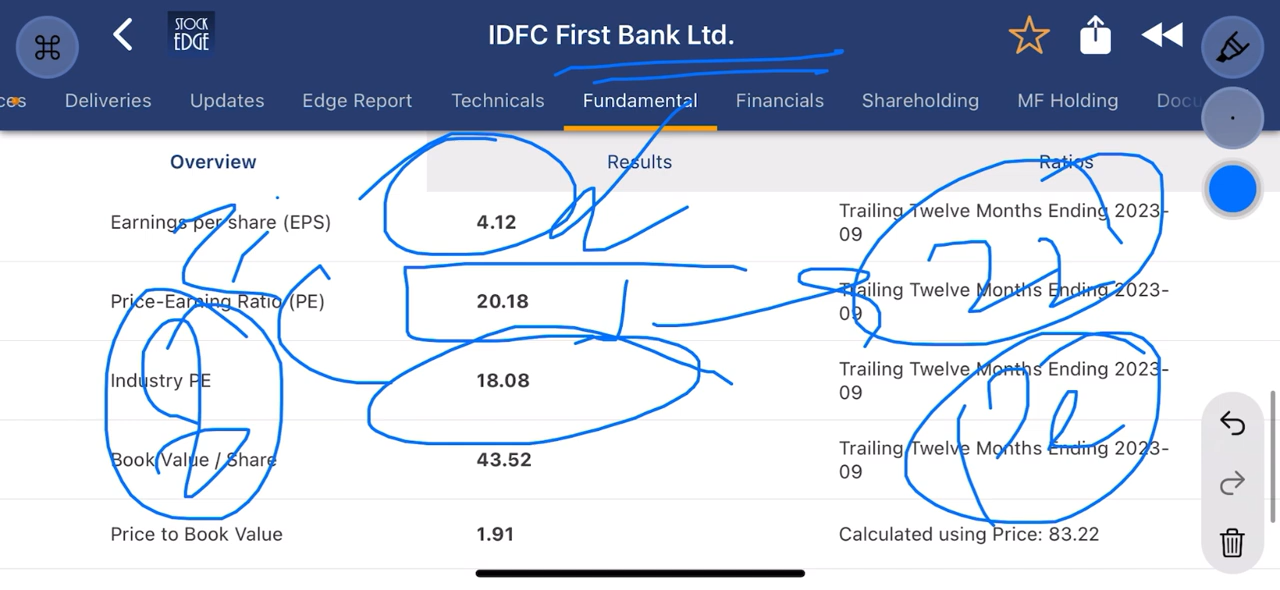 STOCK EDGE
IDFC First Bank Ltd.
Deliveries Updates Edge Report Technicals Fundamental Financials Shareholding MF Holding
Overview Results Ratios
Earnings per share (EPS) 4.12 Trailing Twelve Months Ending 2023-
09
Price-Earning Ratio (PE) 20.18 Trailing Twelve Months Ending 2023-
09
Industry PE 18.08 Trailing Twelve Months Ending 2023-
09
Book Value / Share 43.52 Trailing Twelve Months Ending 2023-
09
Price to Book Value 1.91 Calculated using Price: 83.22